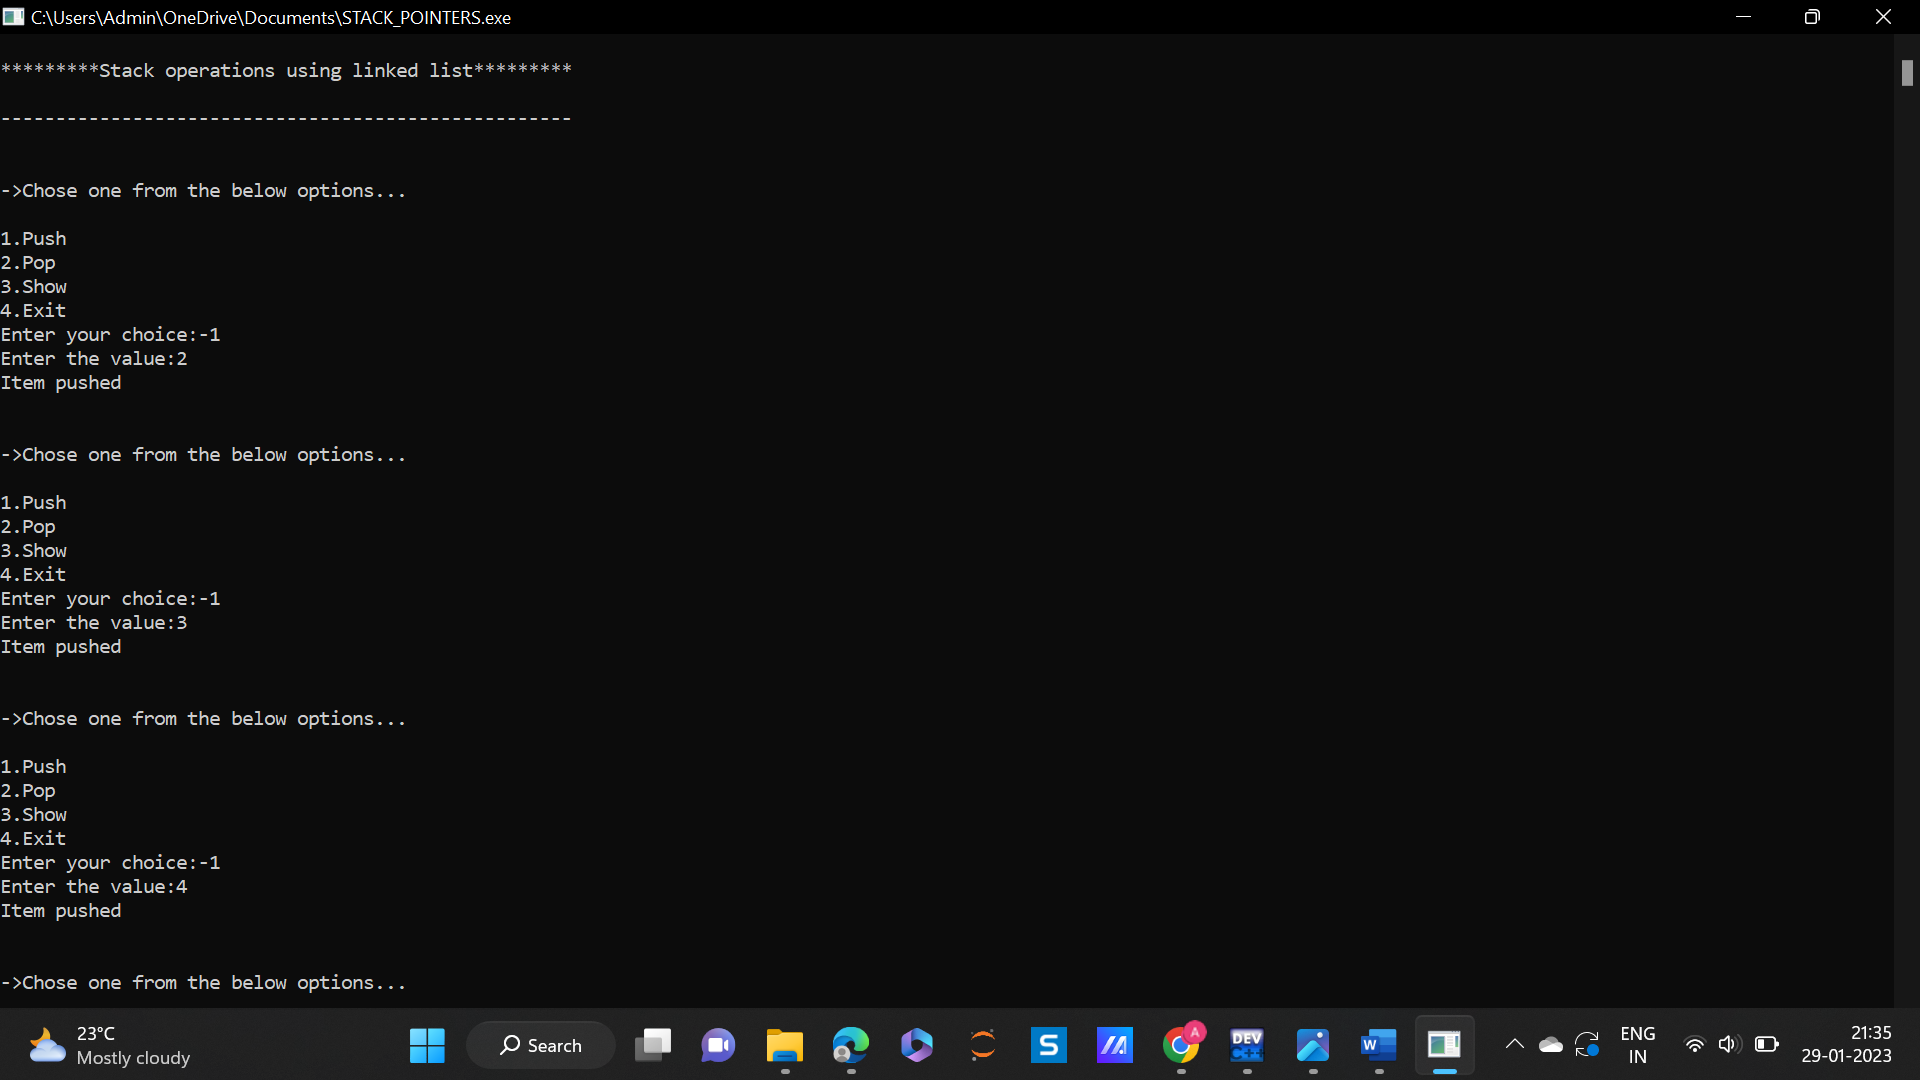 C:\Users\Admin\OneDrive\Documents\STACK_POINTERS.exe
*********Stack operations using linked list*********
----------------------------------------------------
->Chose one from the below options...
1.Push
2.Pop
3.Show
4.Exit
Enter your choice:-1
Enter the value:2
Item pushed
->Chose one from the below options...
1.Push
2.Pop
3.Show
4.Exit
Enter your choice:-1
Enter the value:3
Item pushed
->Chose one from the below options...
1.Push
2.Pop
3.Show
4.Exit
Enter your choice:-1
Enter the value:4
Item pushed
->Chose one from the below options...
23°C
Mostly cloudy
Search
S
A
DEV
C++
W
ENG
IN
21:35
29-01-2023